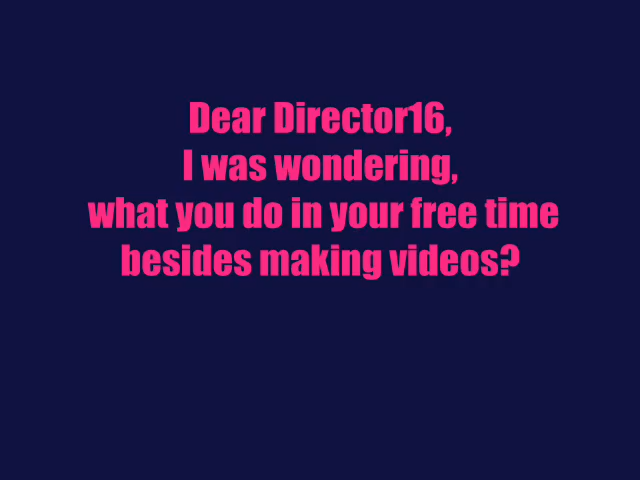 Dear Director16,
I was wondering,
what you do in your free time
besides making videos?